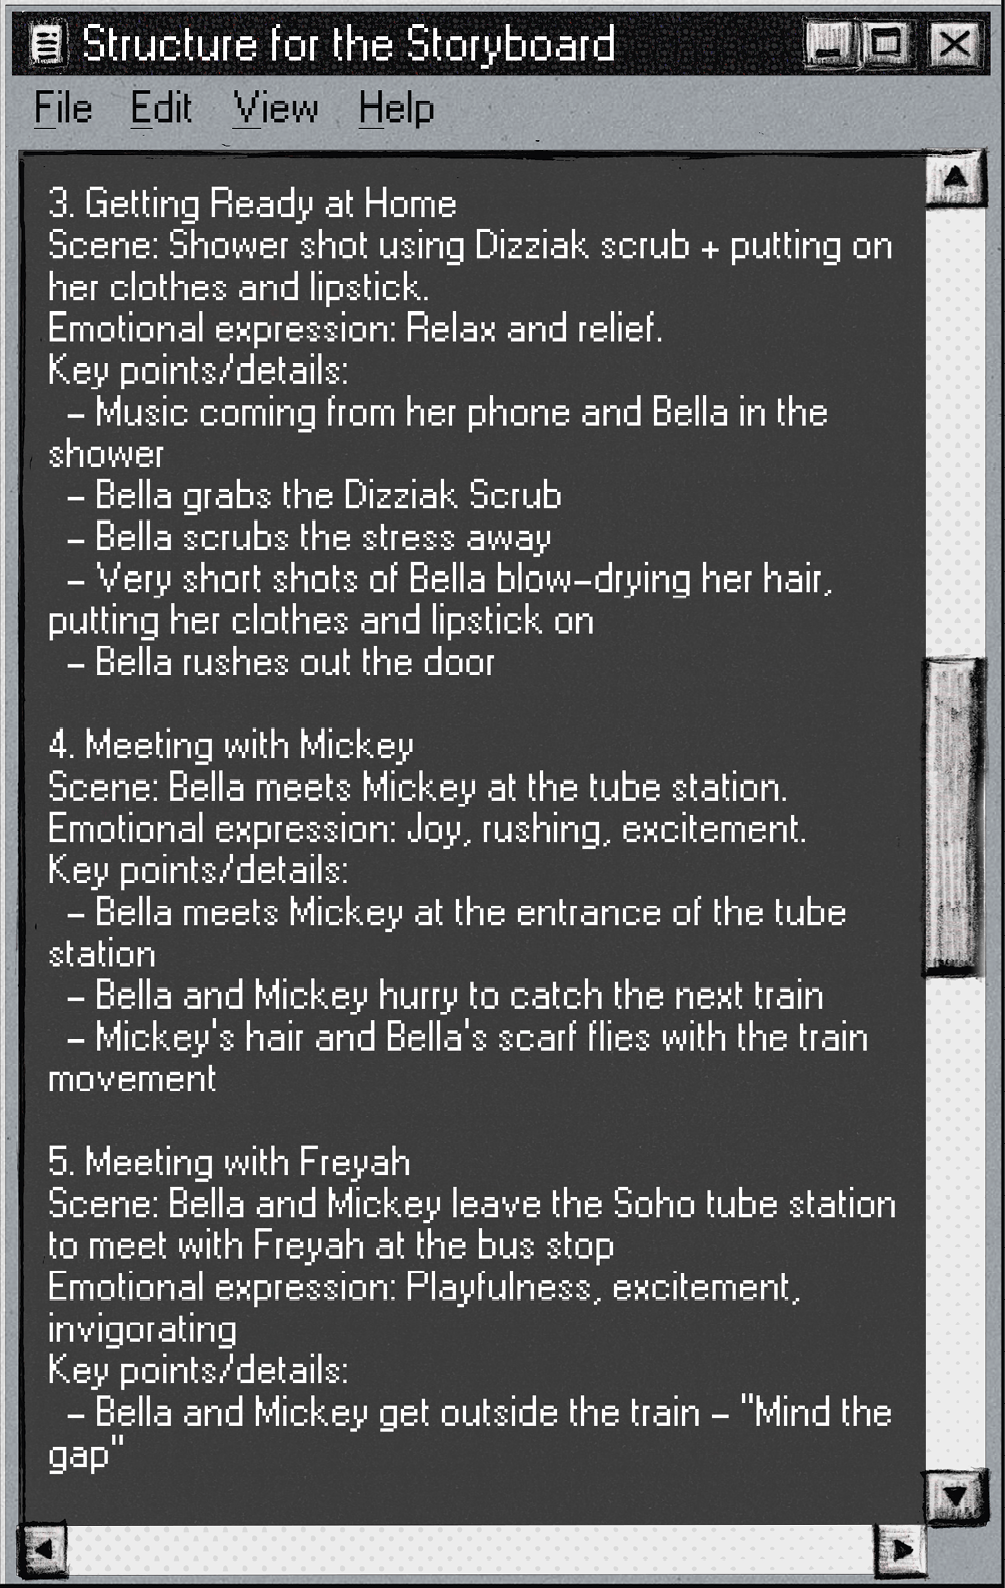 Structure for the Storyboard
File Edit View Help
3. Getting Ready at Home
Scene: Shower shot using Dizziak scrub + putting on
her clothes and lipstick.
Emotional expression: Relax and relief.
Key points/details:
– Music coming from her phone and Bella in the
shower
– Bella grabs the Dizziak Scrub
– Bella scrubs the stress away
– Very short shots of Bella blow-drying her hair,
putting her clothes and lipstick on
– Bella rushes out the door
4. Meeting with Mickey
Scene: Bella meets Mickey at the tube station.
Emotional expression: Joy, rushing, excitement.
Key points/details:
– Bella meets Mickey at the entrance of the tube
station
– Bella and Mickey hurry to catch the next train
– Mickey's hair and Bella's scarf flies with the train
movement
5. Meeting with Freyah
Scene: Bella and Mickey leave the Soho tube station
to meet with Freyah at the bus stop
Emotional expression: Playfulness, excitement,
invigorating
Key points/details:
– Bella and Mickey get outside the train – "Mind the
gap"